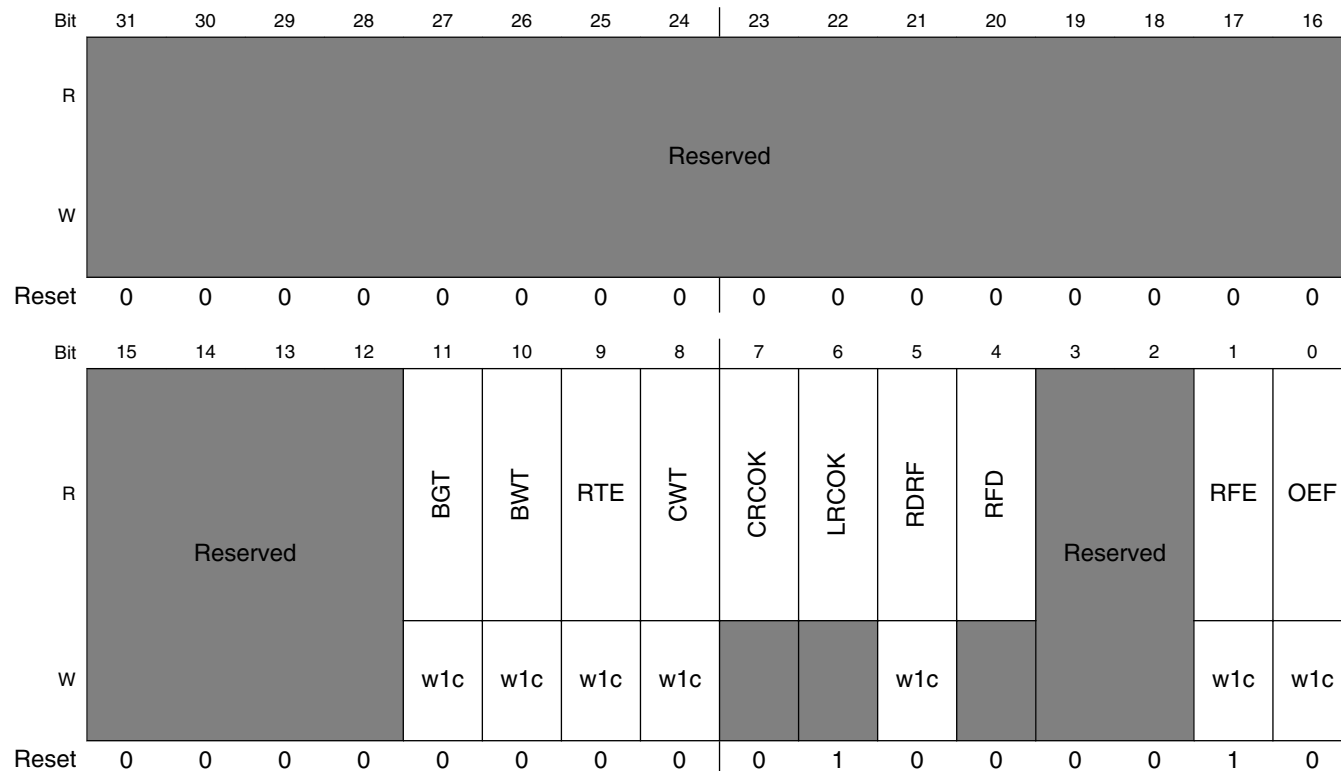 Bit 31 30 29 28 27 26 25 24 23 22 21 20 19 18 17 16
R
Reserved
W
Reset 0 0 0 0 0 0 0 0 0 0 0 0 0 0 0 0
Bit 15 14 13 12 11 10 9 8 7 6 5 4 3 2 1 0
R BGT BWT RTE CWT CRCOK LRCOK RDRF RFD RFE OEF
Reserved Reserved
W w1c w1c w1c w1c w1c w1c w1c
Reset 0 0 0 0 0 0 0 0 0 1 0 0 0 0 1 0